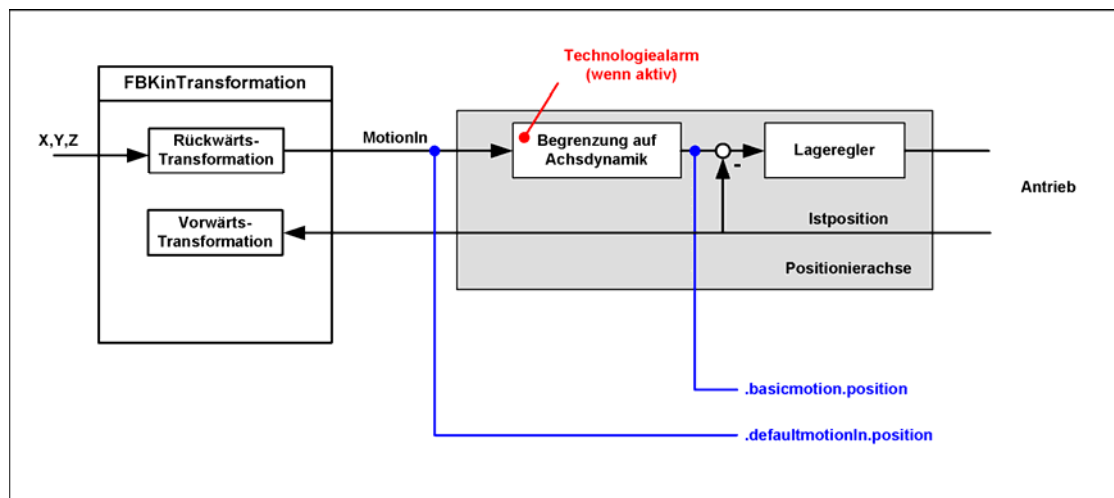 Technologiealarm
(wenn aktiv)
FBKinTransformation
X,Y,Z
Rückwärts-
Transformation
MotionIn
Begrenzung auf
Achsdynamik
-
Lageregler
Antrieb
Vorwärts-
Transformation
Istposition
Positionierachse
.basicmotion.position
.defaultmotionIn.position